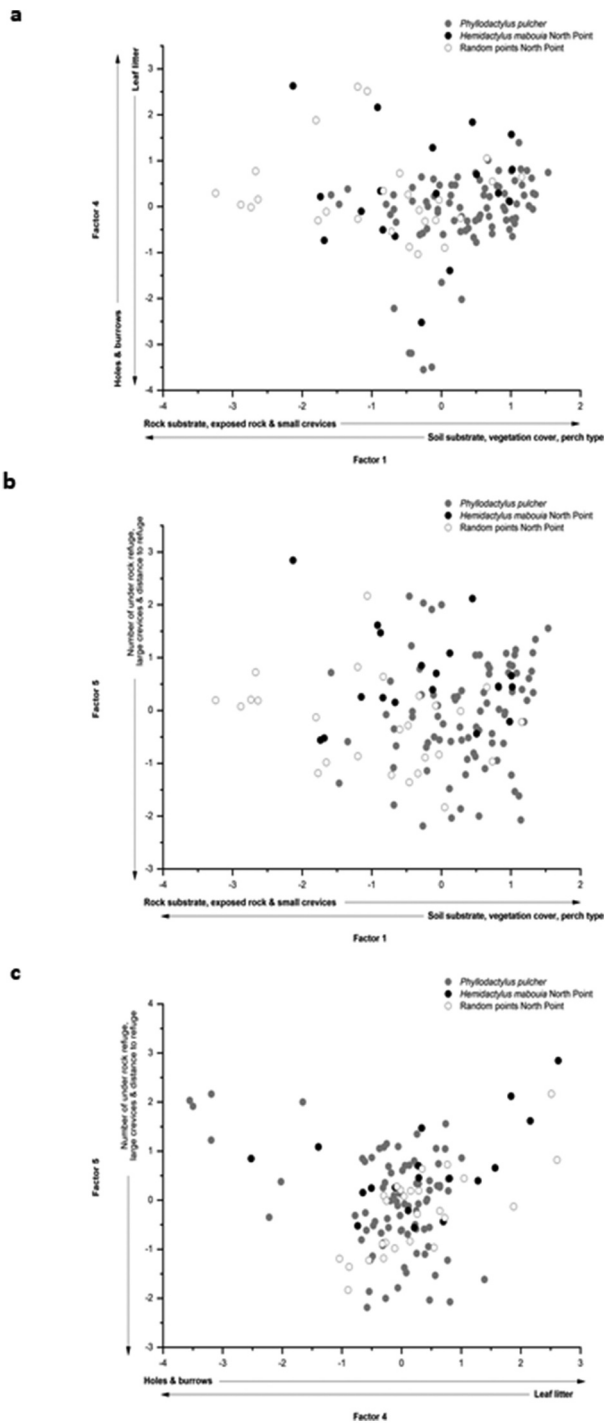 a
Phyllodactylus pulcher
Hemidactylus mabouia North Point
Random points North Point
Leaf litter
Holes & burrows
Factor 4
3
2
1
0
-1
-2
-3
-4
-4 -3 -2 -1 0 1 2
Rock substrate, exposed rock & small crevices
Soil substrate, vegetation cover, perch type
Factor 1
b
Phyllodactylus pulcher
Hemidactylus mabouia North Point
Random points North Point
Number of under rock refuge,
large crevices & distance to refuge
Factor 5
3
2
1
0
-1
-2
-3
-4 -3 -2 -1 0 1 2
Rock substrate, exposed rock & small crevices
Soil substrate, vegetation cover, perch type
Factor 1
c
Phyllodactylus pulcher
Hemidactylus mabouia North Point
Random points North Point
Number of under rock refuge,
large crevices & distance to refuge
Factor 5
4
3
2
1
0
-1
-2
-3
-4 -3 -2 -1 0 1 2 3
Holes & burrows
Leaf litter
Factor 4